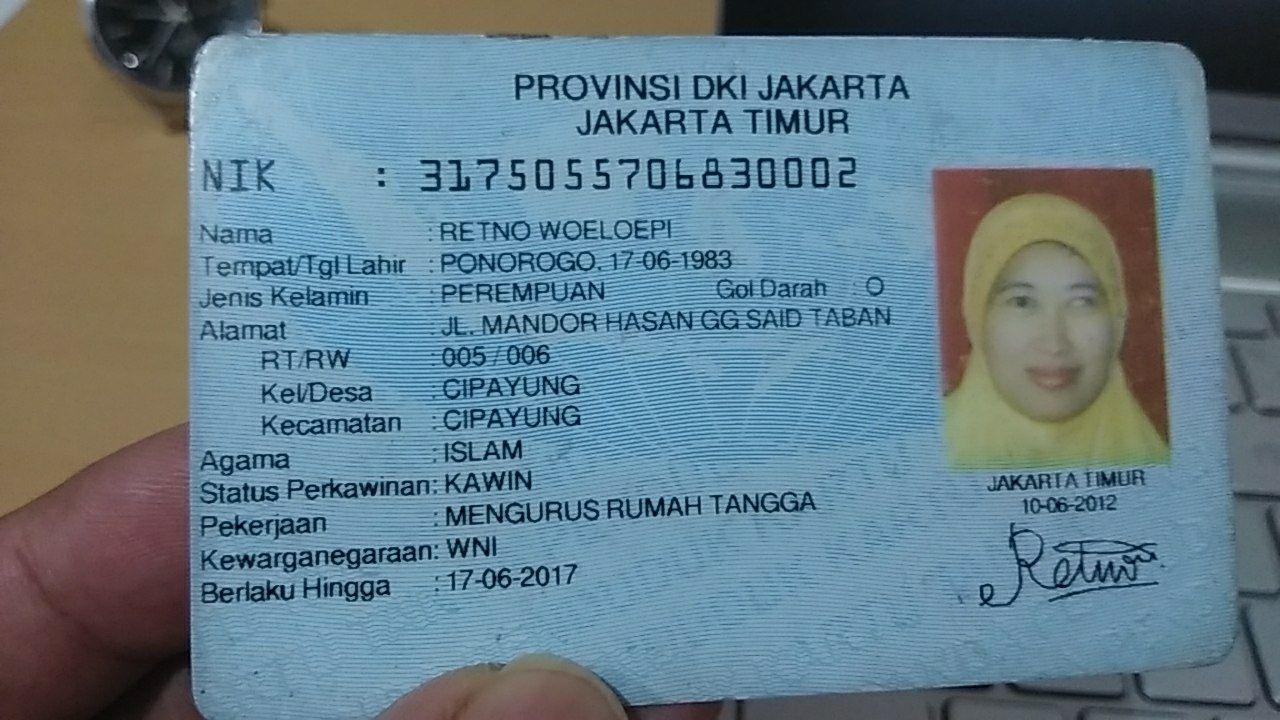 PROVINSI DKI JAKARTA
JAKARTA TIMUR
NIK : 3175055706830002
Nama : RETNO WOELOEPI
Tempat/Tgl Lahir : PONOROGO, 17-06-1983
Jenis Kelamin : PEREMPUAN Gol Darah : O
Alamat : JL. MANDOR HASAN GG SAID TABAN
RT/RW : 005 / 006
Kel/Desa : CIPAYUNG
Kecamatan : CIPAYUNG
Agama : ISLAM
Status Perkawinan: KAWIN
Pekerjaan : MENGURUS RUMAH TANGGA
Kewarganegaraan: WNI
Berlaku Hingga : 17-06-2017
JAKARTA TIMUR
10-06-2012
Retno